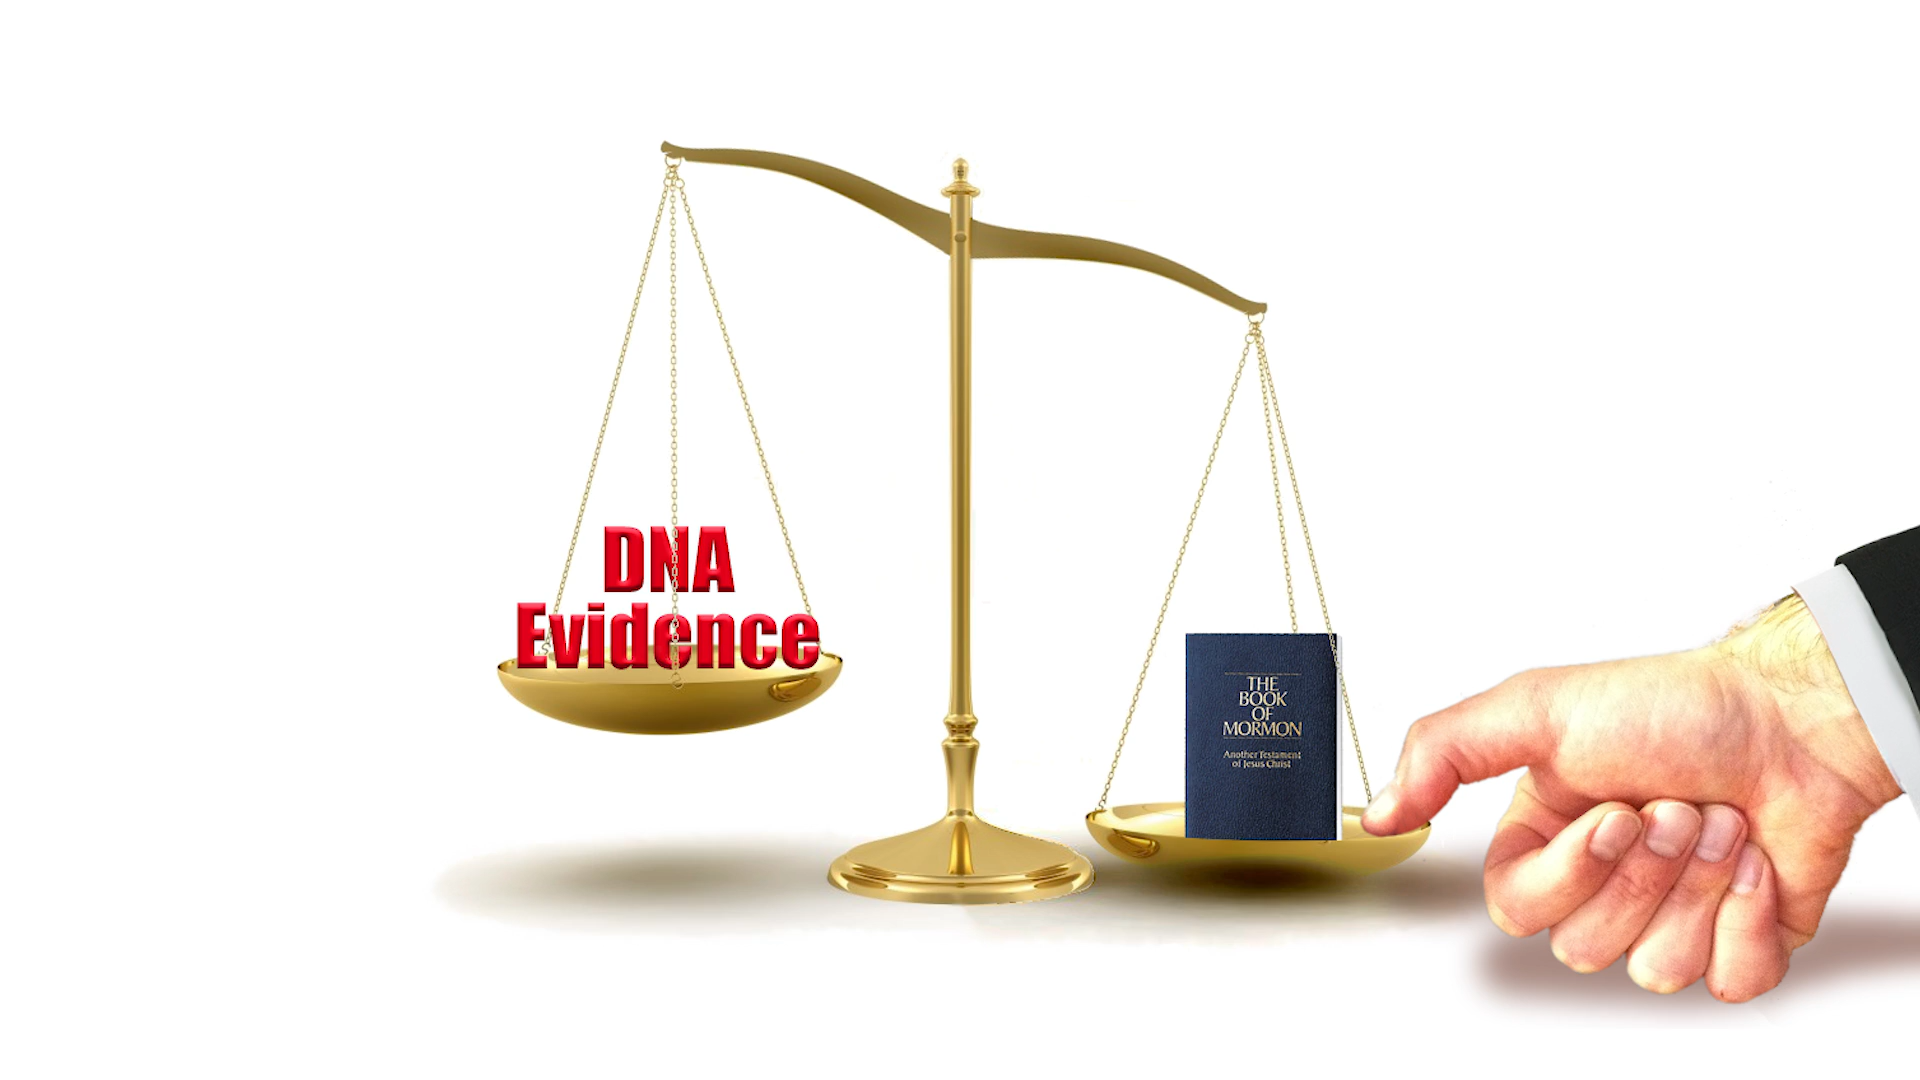 DNA
Evidence
THE
BOOK
OF
MORMON
Another Testament
of Jesus Christ